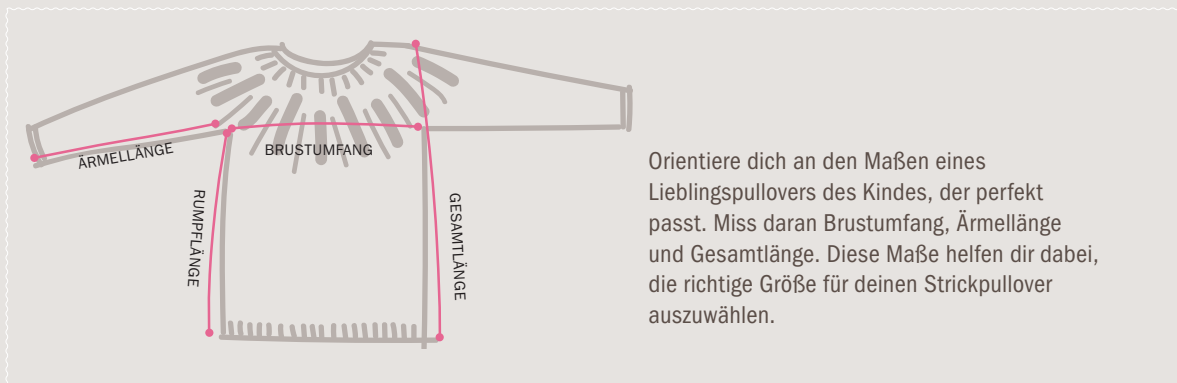 ÄRMELLÄNGE
BRUSTUMFANG
RUMPFLÄNGE
GESAMTLÄNGE
Orientiere dich an den Maßen eines
Lieblingspullovers des Kindes, der perfekt
passt. Miss daran Brustumfang, Ärmellänge
und Gesamtlänge. Diese Maße helfen dir dabei,
die richtige Größe für deinen Strickpullover
auszuwählen.